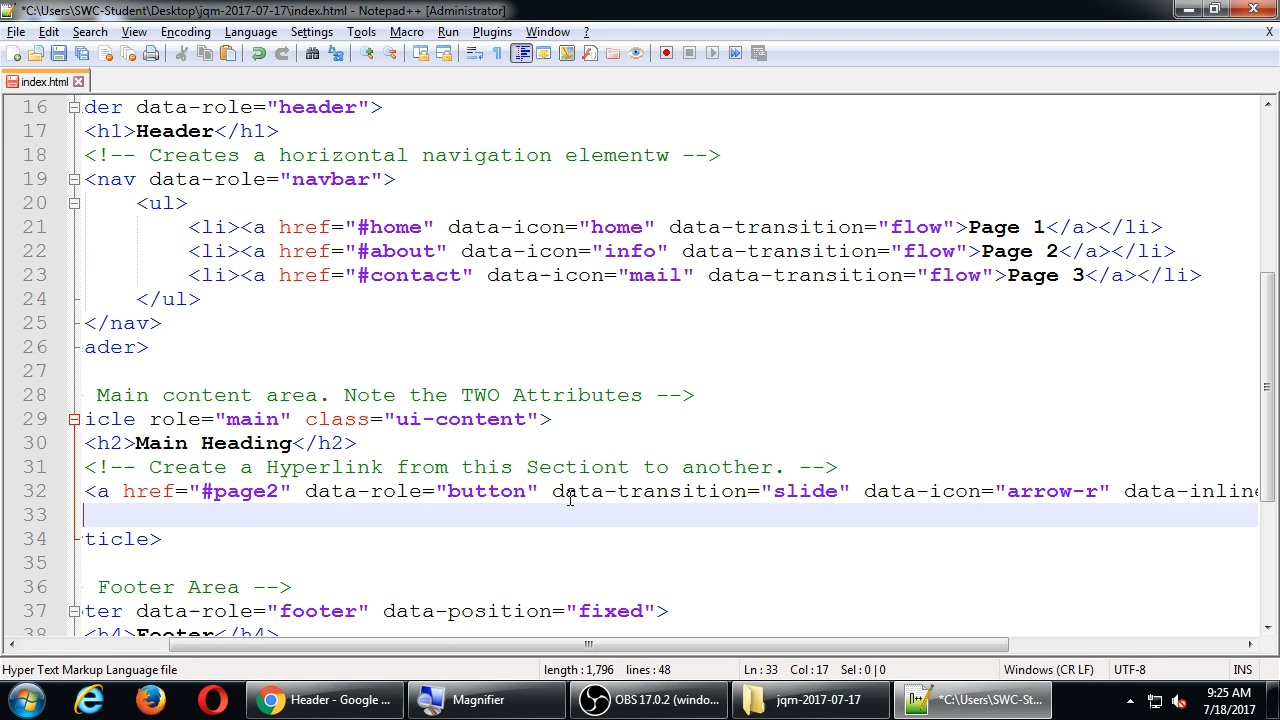 *C:\Users\SWC-Student\Desktop\jqm-2017-07-17\index.html - Notepad++ [Administrator]
File Edit Search View Encoding Language Settings Tools Macro Run Plugins Window ? X
index.html
16 der data-role="header">
17 <h1>Header</h1>
18 <!-- Creates a horizontal navigation elementw -->
19 <nav data-role="navbar">
20 <ul>
21 <li><a href="#home" data-icon="home" data-transition="flow">Page 1</a></li>
22 <li><a href="#about" data-icon="info" data-transition="flow">Page 2</a></li>
23 <li><a href="#contact" data-icon="mail" data-transition="flow">Page 3</a></li>
24 </ul>
25 </nav>
26 ader>
27
28 Main content area. Note the TWO Attributes -->
29 icle role="main" class="ui-content">
30 <h2>Main Heading</h2>
31 <!-- Create a Hyperlink from this Sectiont to another. -->
32 <a href="#page2" data-role="button" data-transition="slide" data-icon="arrow-r" data-inline
33
34 ticle>
35
36 Footer Area -->
37 ter data-role="footer" data-position="fixed">
38 <h4>Footer</h4>
Hyper Text Markup Language file length : 1,796 lines : 48 Ln : 33 Col : 17 Sel : 0 | 0 Windows (CR LF) UTF-8 INS
Header - Google ... Magnifier OBS 17.0.2 (windo... jqm-2017-07-17 *C:\Users\SWC-St... 9:25 AM
7/18/2017